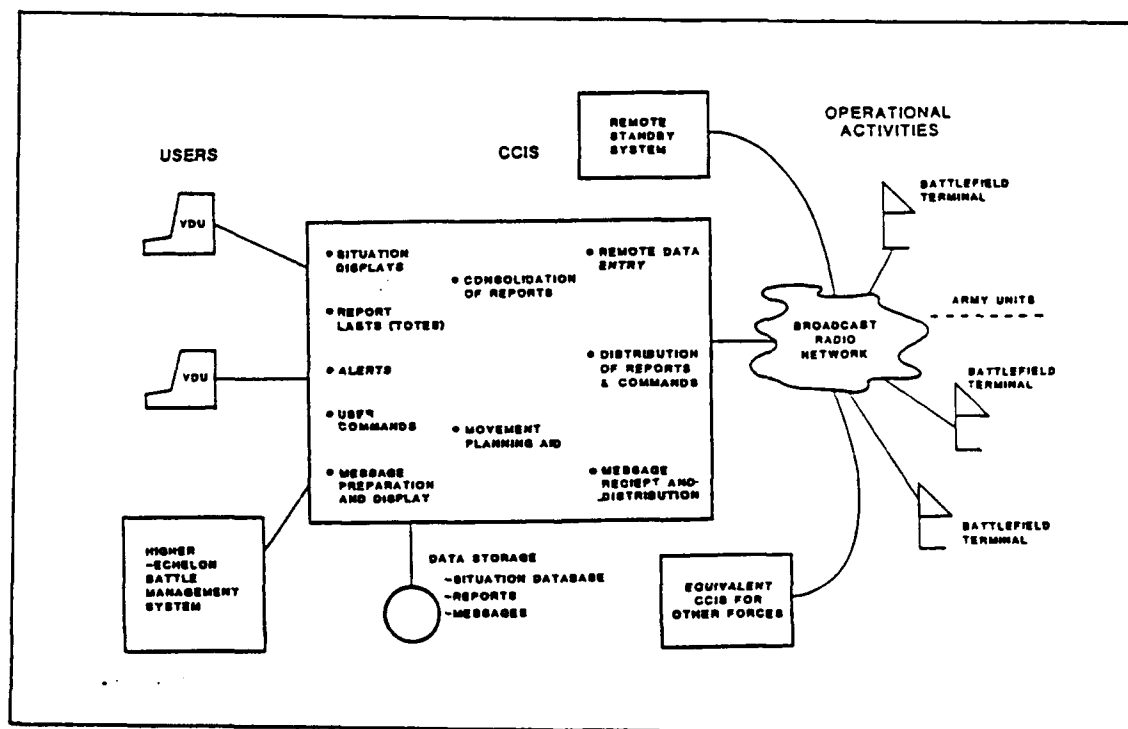 USERS
VDU
VDU
HIGHER
-ECHELON
BATTLE
MANAGEMENT
SYSTEM
CCIS
• SITUATION
DISPLAYS
• REPORT
LASTS (TOTES)
• ALERTS
• USER
COMMANDS
• MESSAGE
PREPARATION
AND DISPLAY
• CONSOLIDATION
OF REPORTS
• MOVEMENT
PLANNING AID
• REMOTE DATA
ENTRY
• DISTRIBUTION
OF REPORTS
& COMMANDS
• MESSAGE
RECIEPT AND-
DISTRIBUTION
DATA STORAGE
-SITUATION DATABASE
-REPORTS
-MESSAGES
REMOTE
STANDBY
SYSTEM
OPERATIONAL
ACTIVITIES
BATTLEFIELD
TERMINAL
BROADCAST
RADIO
NETWORK
ARMY UNITS
BATTLEFIELD
TERMINAL
BATTLEFIELD
TERMINAL
EQUIVALENT
CCIS FOR
OTHER FORCES